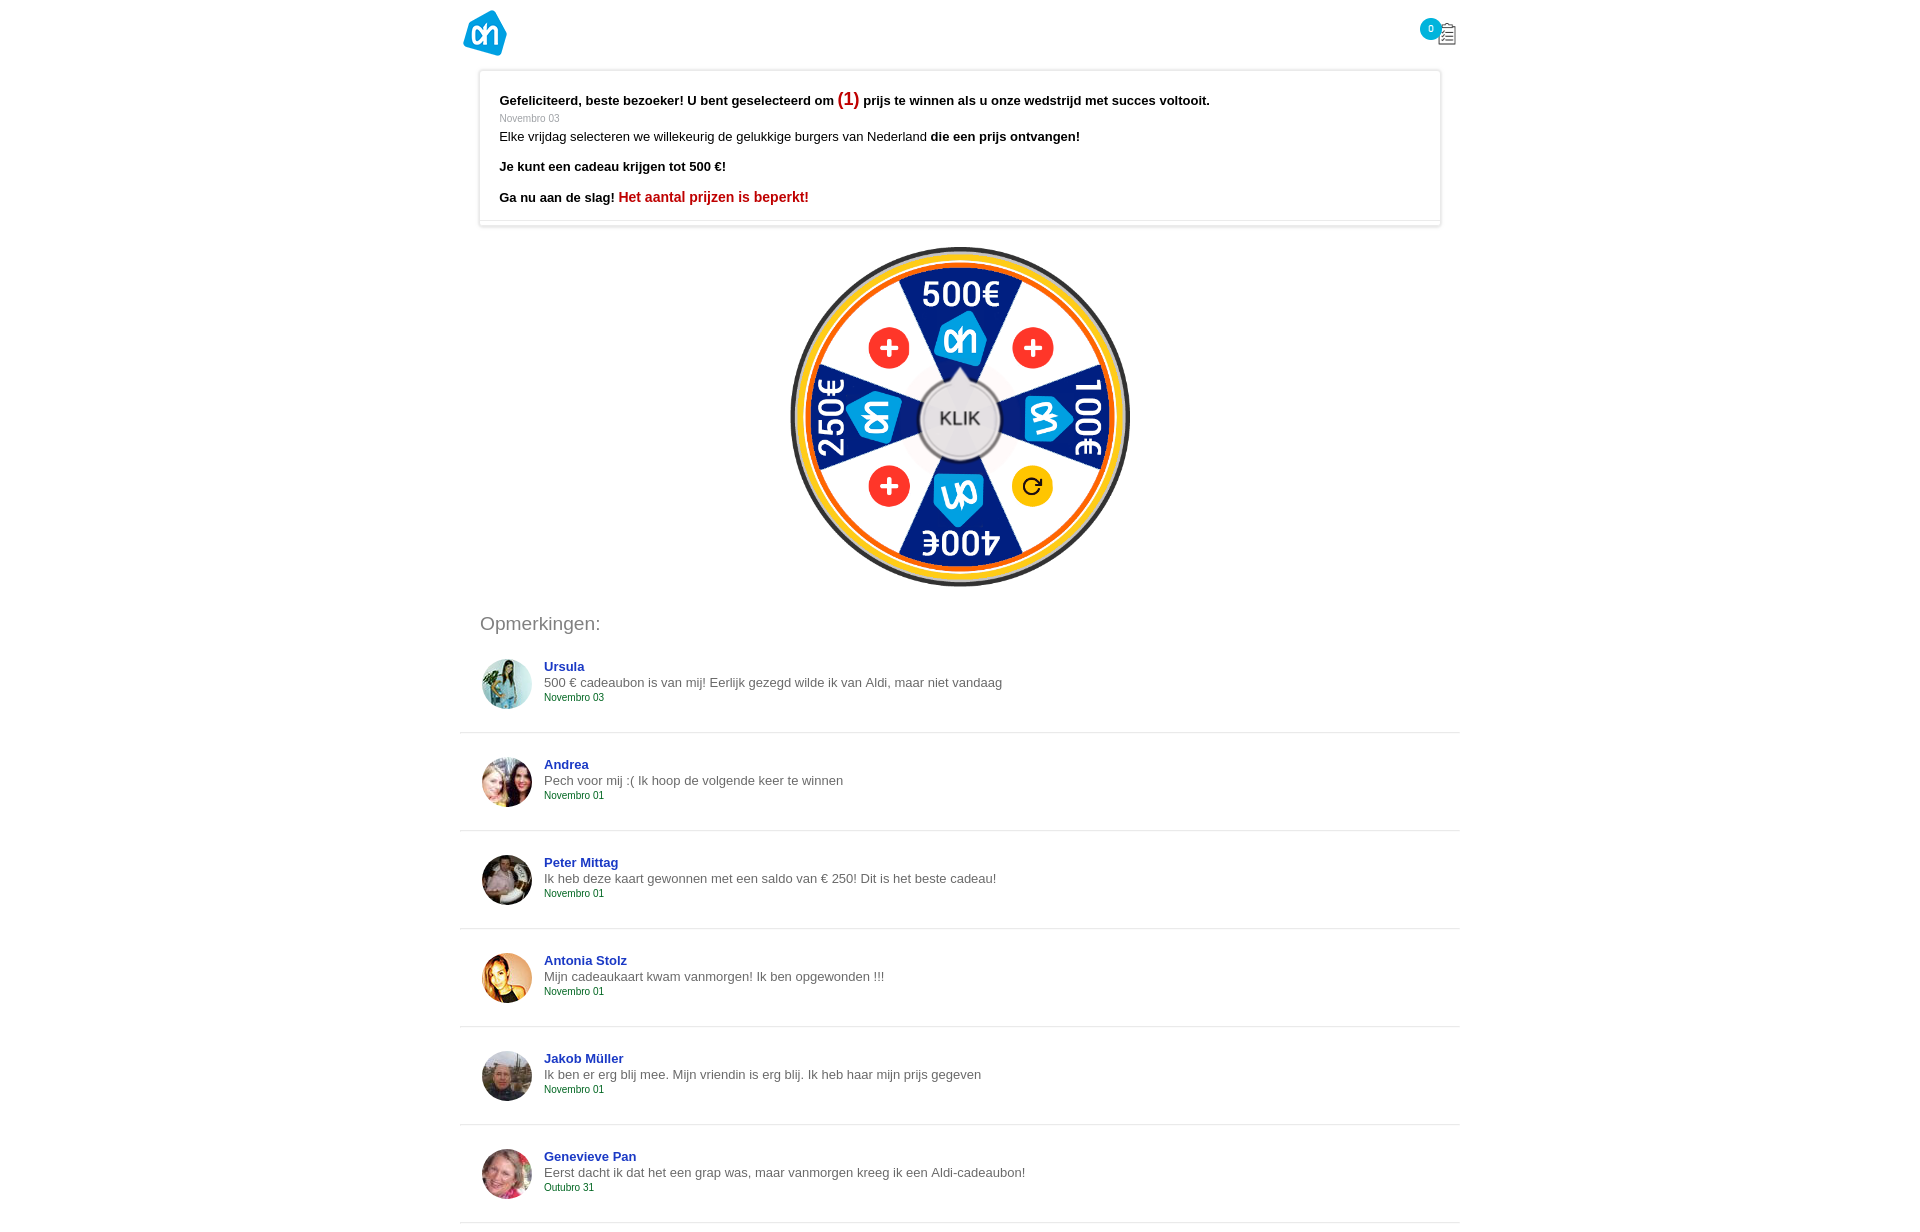 ah
0
Gefeliciteerd, beste bezoeker! U bent geselecteerd om (1) prijs te winnen als u onze wedstrijd met succes voltooit.
Novembro 03
Elke vrijdag selecteren we willekeurig de gelukkige burgers van Nederland die een prijs ontvangen!
Je kunt een cadeau krijgen tot 500 €!
Ga nu aan de slag! Het aantal prijzen is beperkt!
500€
ah
250€
ah
KLIK
ah
100€
ah
400€
Opmerkingen:
Ursula
500 € cadeaubon is van mij! Eerlijk gezegd wilde ik van Aldi, maar niet vandaag
Novembro 03
Andrea
Pech voor mij :( Ik hoop de volgende keer te winnen
Novembro 01
Peter Mittag
Ik heb deze kaart gewonnen met een saldo van € 250! Dit is het beste cadeau!
Novembro 01
Antonia Stolz
Mijn cadeaukaart kwam vanmorgen! Ik ben opgewonden !!!
Novembro 01
Jakob Müller
Ik ben er erg blij mee. Mijn vriendin is erg blij. Ik heb haar mijn prijs gegeven
Novembro 01
Genevieve Pan
Eerst dacht ik dat het een grap was, maar vanmorgen kreeg ik een Aldi-cadeaubon!
Outubro 31